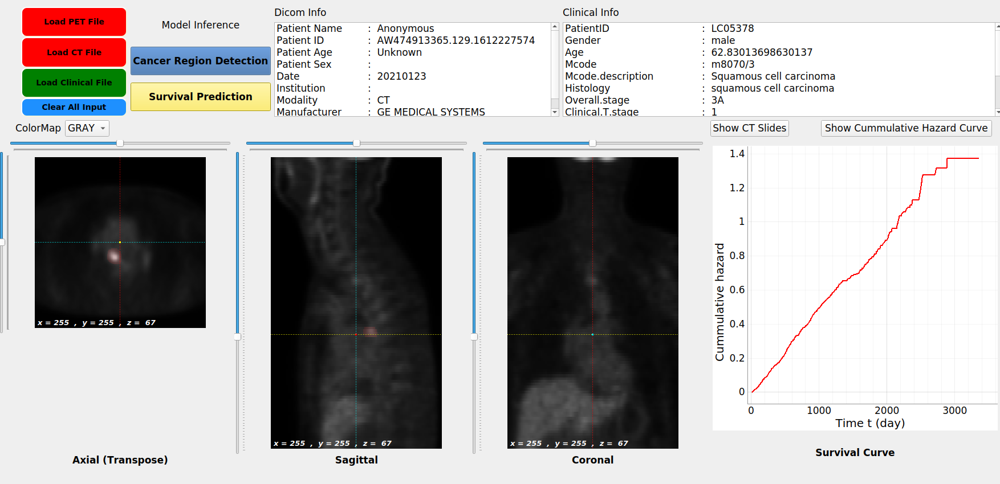 Load PET File
Load CT File
Load Clinical File
Clear All Input
Model Inference
Cancer Region Detection
Survival Prediction
Dicom Info
Patient Name : Anonymous
Patient ID : AW474913365.129.1612227574
Patient Age : Unknown
Patient Sex :
Date : 20210123
Institution :
Modality : CT
Manufacturer : GE MEDICAL SYSTEMS
Clinical Info
PatientID : LC05378
Gender : male
Age : 62.83013698630137
Mcode : m8070/3
Mcode.description : Squamous cell carcinoma
Histology : squamous cell carcinoma
Overall.stage : 3A
Clinical.T.stage : 1
ColorMap GRAY
Show CT Slides
Show Cummulative Hazard Curve
x = 255 , y = 255 , z = 67
Axial (Transpose)
x = 255 , y = 255 , z = 67
Sagittal
x = 255 , y = 255 , z = 67
Coronal
Cummulative hazard
1.4
1.2
1
0.8
0.6
0.4
0.2
0
0 1000 2000 3000
Time t (day)
Survival Curve